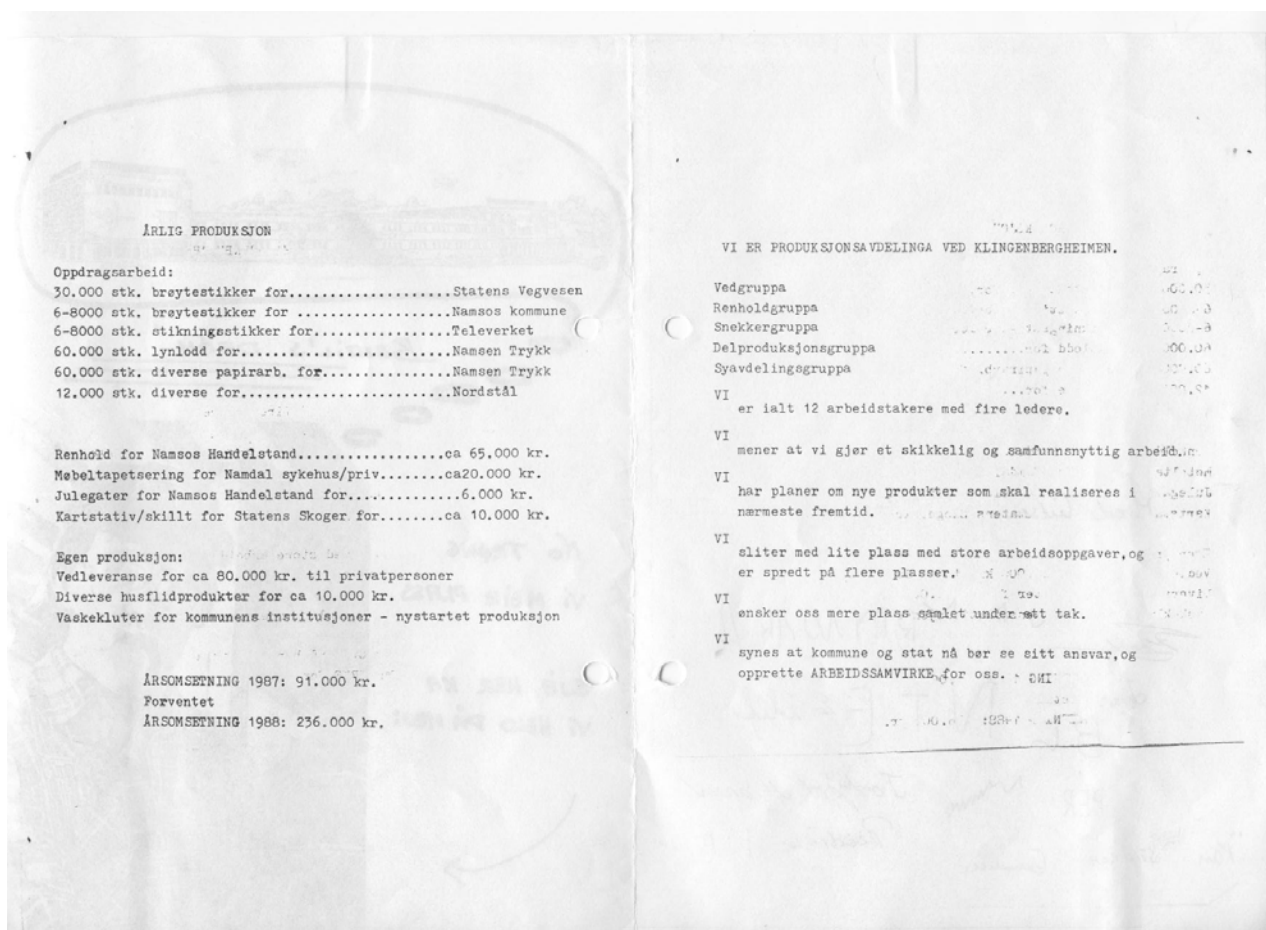 ÅRLIG PRODUKSJON
Oppdragsarbeid:
30.000 stk. brøytestikker for....................Statens Vegvesen
6-8000 stk. brøytestikker for ...................Namsos kommune
6-8000 stk. stikningsstikker for.................Televerket
60.000 stk. lynlodd for..........................Namsen Trykk
60.000 stk. diverse papirarb. for................Namsen Trykk
12.000 stk. diverse for..........................Nordstål
Renhold for Namsos Handelstand..................ca 65.000 kr.
Møbeltapetsering for Namdal sykehus/priv........ca20.000 kr.
Julegater for Namsos Handelstand for..............6.000 kr.
Kartstativ/skillt for Statens Skoger for........ca 10.000 kr.
Egen produksjon:
Vedleveranse for ca 80.000 kr. til privatpersoner
Diverse husflidprodukter for ca 10.000 kr.
Vaskekluter for kommunens institusjoner - nystartet produksjon
ÅRSOMSETNING 1987: 91.000 kr.
Forventet
ÅRSOMSETNING 1988: 236.000 kr.
VI ER PRODUKSJONSAVDELINGA VED KLINGENBERGHEIMEN.
Vedgruppa
Renholdgruppa
Snekkergruppa
Delproduksjonsgruppa
Syavdelingsgruppa
VI
er ialt 12 arbeidstakere med fire ledere.
VI
mener at vi gjør et skikkelig og samfunnsnyttig arbeid.
VI
har planer om nye produkter som skal realiseres i
nærmeste fremtid.
VI
sliter med lite plass med store arbeidsoppgaver,og
er spredt på flere plasser.
VI
ønsker oss mere plass samlet under ett tak.
VI
synes at kommune og stat nå bør se sitt ansvar,og
opprette ARBEIDSSAMVIRKE for oss.